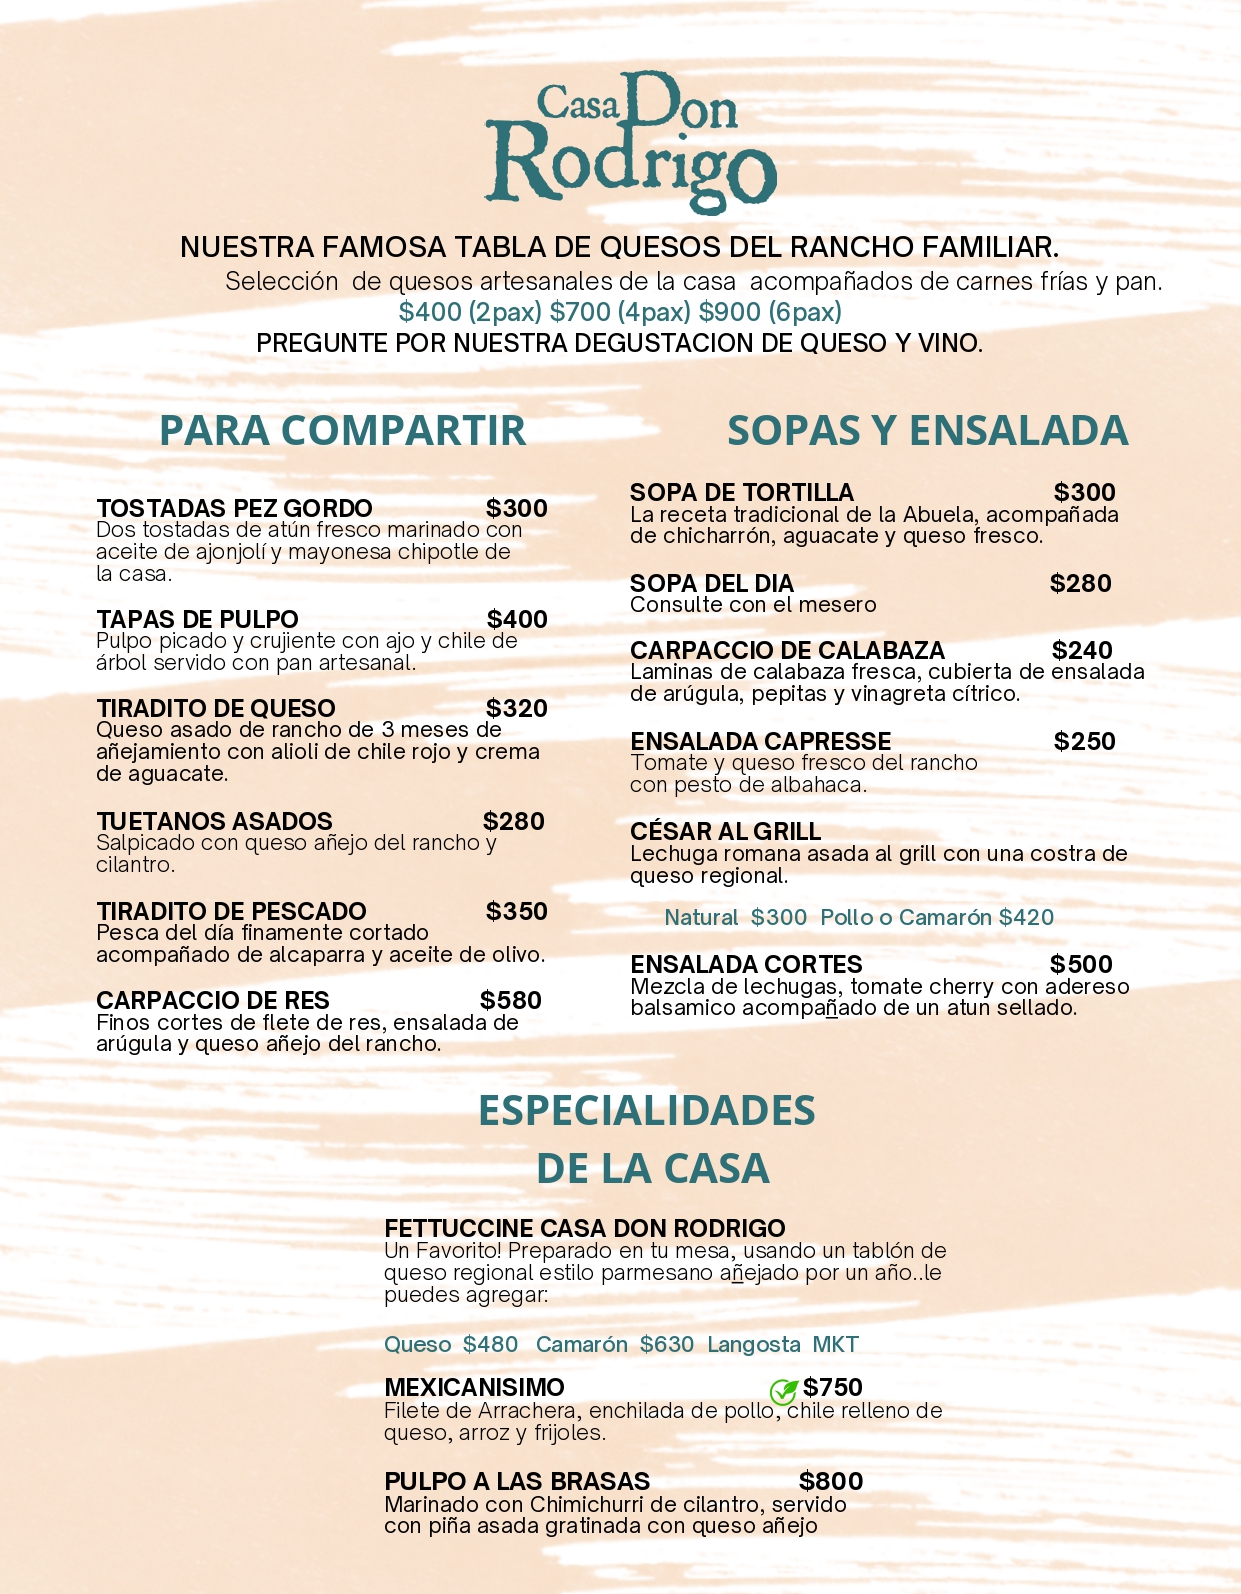 Casa Don
Rodrigo
NUESTRA FAMOSA TABLA DE QUESOS DEL RANCHO FAMILIAR.
Selección de quesos artesanales de la casa acompañados de carnes frías y pan.
$400 (2pax) $700 (4pax) $900 (6pax)
PREGUNTE POR NUESTRA DEGUSTACION DE QUESO Y VINO.
PARA COMPARTIR
TOSTADAS PEZ GORDO $300
Dos tostadas de atún fresco marinado con
aceite de ajonjolí y mayonesa chipotle de
la casa.
TAPAS DE PULPO $400
Pulpo picado y crujiente con ajo y chile de
árbol servido con pan artesanal.
TIRADITO DE QUESO $320
Queso asado de rancho de 3 meses de
añejamiento con alioli de chile rojo y crema
de aguacate.
TUETANOS ASADOS $280
Salpicado con queso añejo del rancho y
cilantro.
TIRADITO DE PESCADO $350
Pesca del día finamente cortado
acompañado de alcaparra y aceite de olivo.
CARPACCIO DE RES $580
Finos cortes de flete de res, ensalada de
arúgula y queso añejo del rancho.
SOPAS Y ENSALADA
SOPA DE TORTILLA $300
La receta tradicional de la Abuela, acompañada
de chicharrón, aguacate y queso fresco.
SOPA DEL DIA $280
Consulte con el mesero
CARPACCIO DE CALABAZA $240
Laminas de calabaza fresca, cubierta de ensalada
de arúgula, pepitas y vinagreta cítrico.
ENSALADA CAPRESSE $250
Tomate y queso fresco del rancho
con pesto de albahaca.
CÉSAR AL GRILL
Lechuga romana asada al grill con una costra de
queso regional.
Natural $300 Pollo o Camarón $420
ENSALADA CORTES $500
Mezcla de lechugas, tomate cherry con adereso
balsamico acompañado de un atun sellado.
ESPECIALIDADES
DE LA CASA
FETTUCCINE CASA DON RODRIGO
Un Favorito! Preparado en tu mesa, usando un tablón de
queso regional estilo parmesano añejado por un año..le
puedes agregar:
Queso $480 Camarón $630 Langosta MKT
MEXICANISIMO $750
Filete de Arrachera, enchilada de pollo, chile relleno de
queso, arroz y frijoles.
PULPO A LAS BRASAS $800
Marinado con Chimichurri de cilantro, servido
con piña asada gratinada con queso añejo